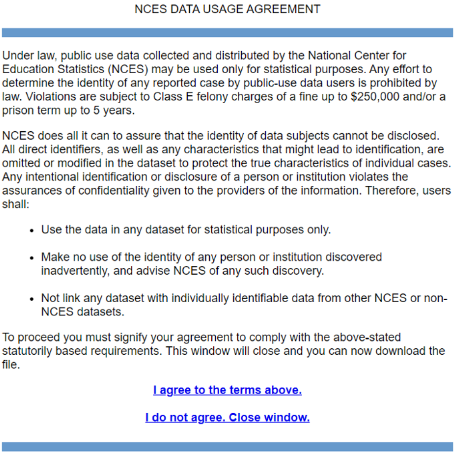 NCES DATA USAGE AGREEMENT
Under law, public use data collected and distributed by the National Center for
Education Statistics (NCES) may be used only for statistical purposes. Any effort to
determine the identity of any reported case by public-use data users is prohibited by
law. Violations are subject to Class E felony charges of a fine up to $250,000 and/or a
prison term up to 5 years.
NCES does all it can to assure that the identity of data subjects cannot be disclosed.
All direct identifiers, as well as any characteristics that might lead to identification, are
omitted or modified in the dataset to protect the true characteristics of individual cases.
Any intentional identification or disclosure of a person or institution violates the
assurances of confidentiality given to the providers of the information. Therefore, users
shall:
• Use the data in any dataset for statistical purposes only.
• Make no use of the identity of any person or institution discovered
inadvertently, and advise NCES of any such discovery.
• Not link any dataset with individually identifiable data from other NCES or non-
NCES datasets.
To proceed you must signify your agreement to comply with the above-stated
statutorily based requirements. This window will close and you can now download the
file.
I agree to the terms above.
I do not agree. Close window.